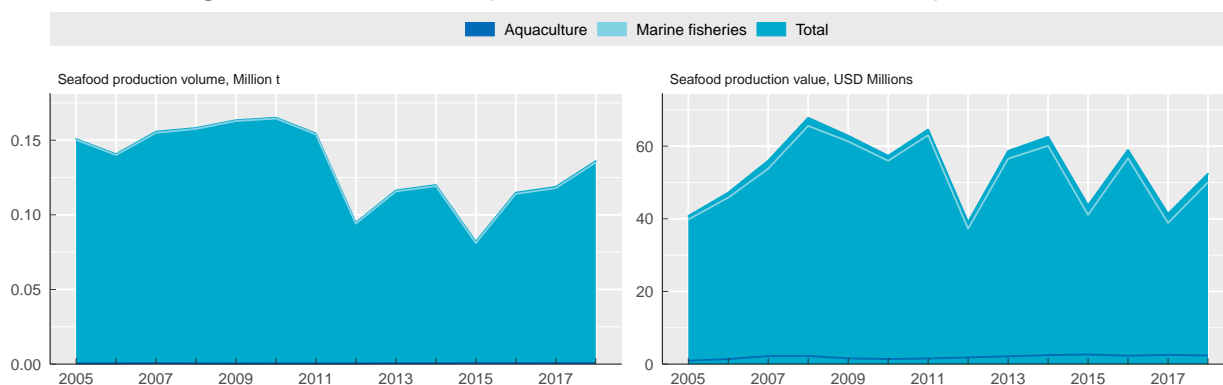 Aquaculture Marine fisheries Total
Seafood production volume, Million t
0.15
0.10
0.05
0.00
2005 2007 2009 2011 2013 2015 2017
Seafood production value, USD Millions
60
40
20
0
2005 2007 2009 2011 2013 2015 2017